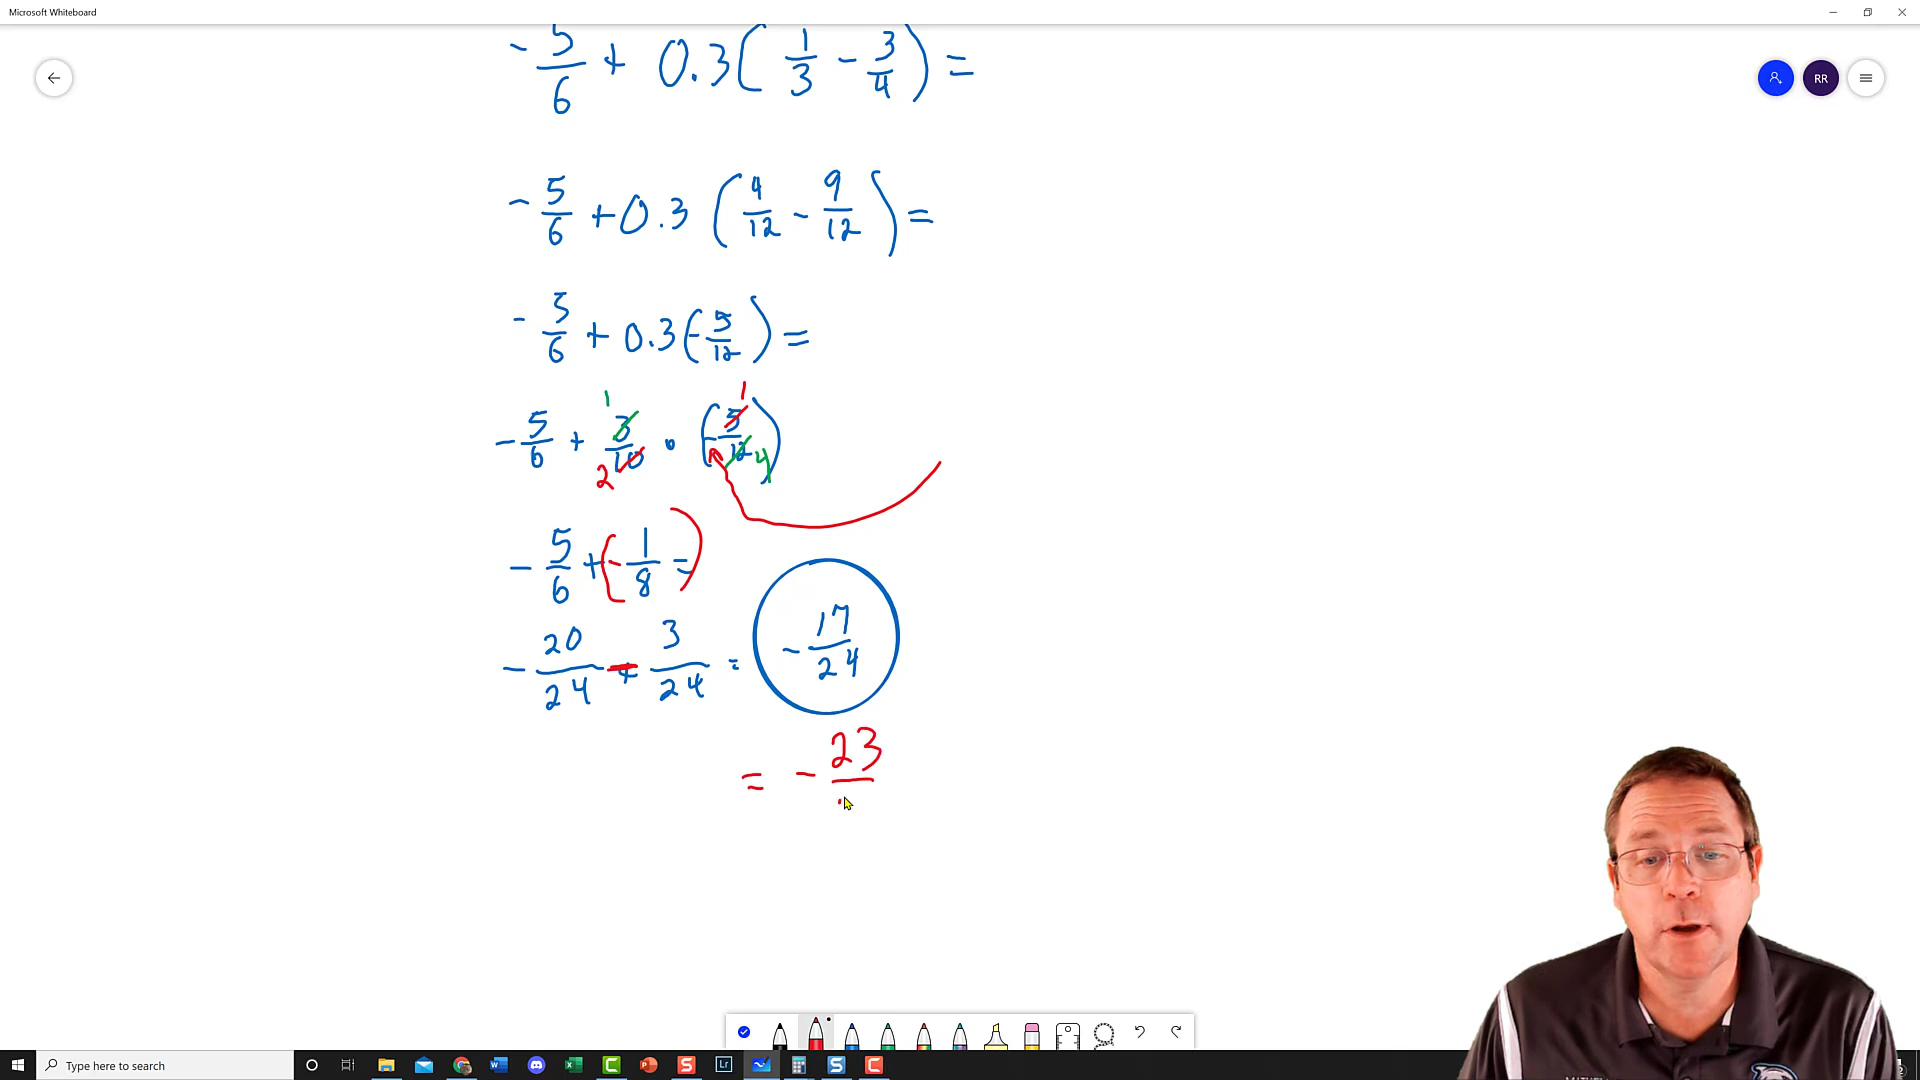 Microsoft Whiteboard
RR
- 5/6 + 0.3( 1/3 - 3/4 ) =
- 5/6 + 0.3 ( 4/12 - 9/12 ) =
- 5/6 + 0.3 (- 5/12 ) =
1 1
- 5/6 + 3/10 • (- 5/12 )
2 4
- 5/6 + (- 1/8 = )
- 20/24 - 3/24 = - 17/24
= - 23
Type here to search
Lr